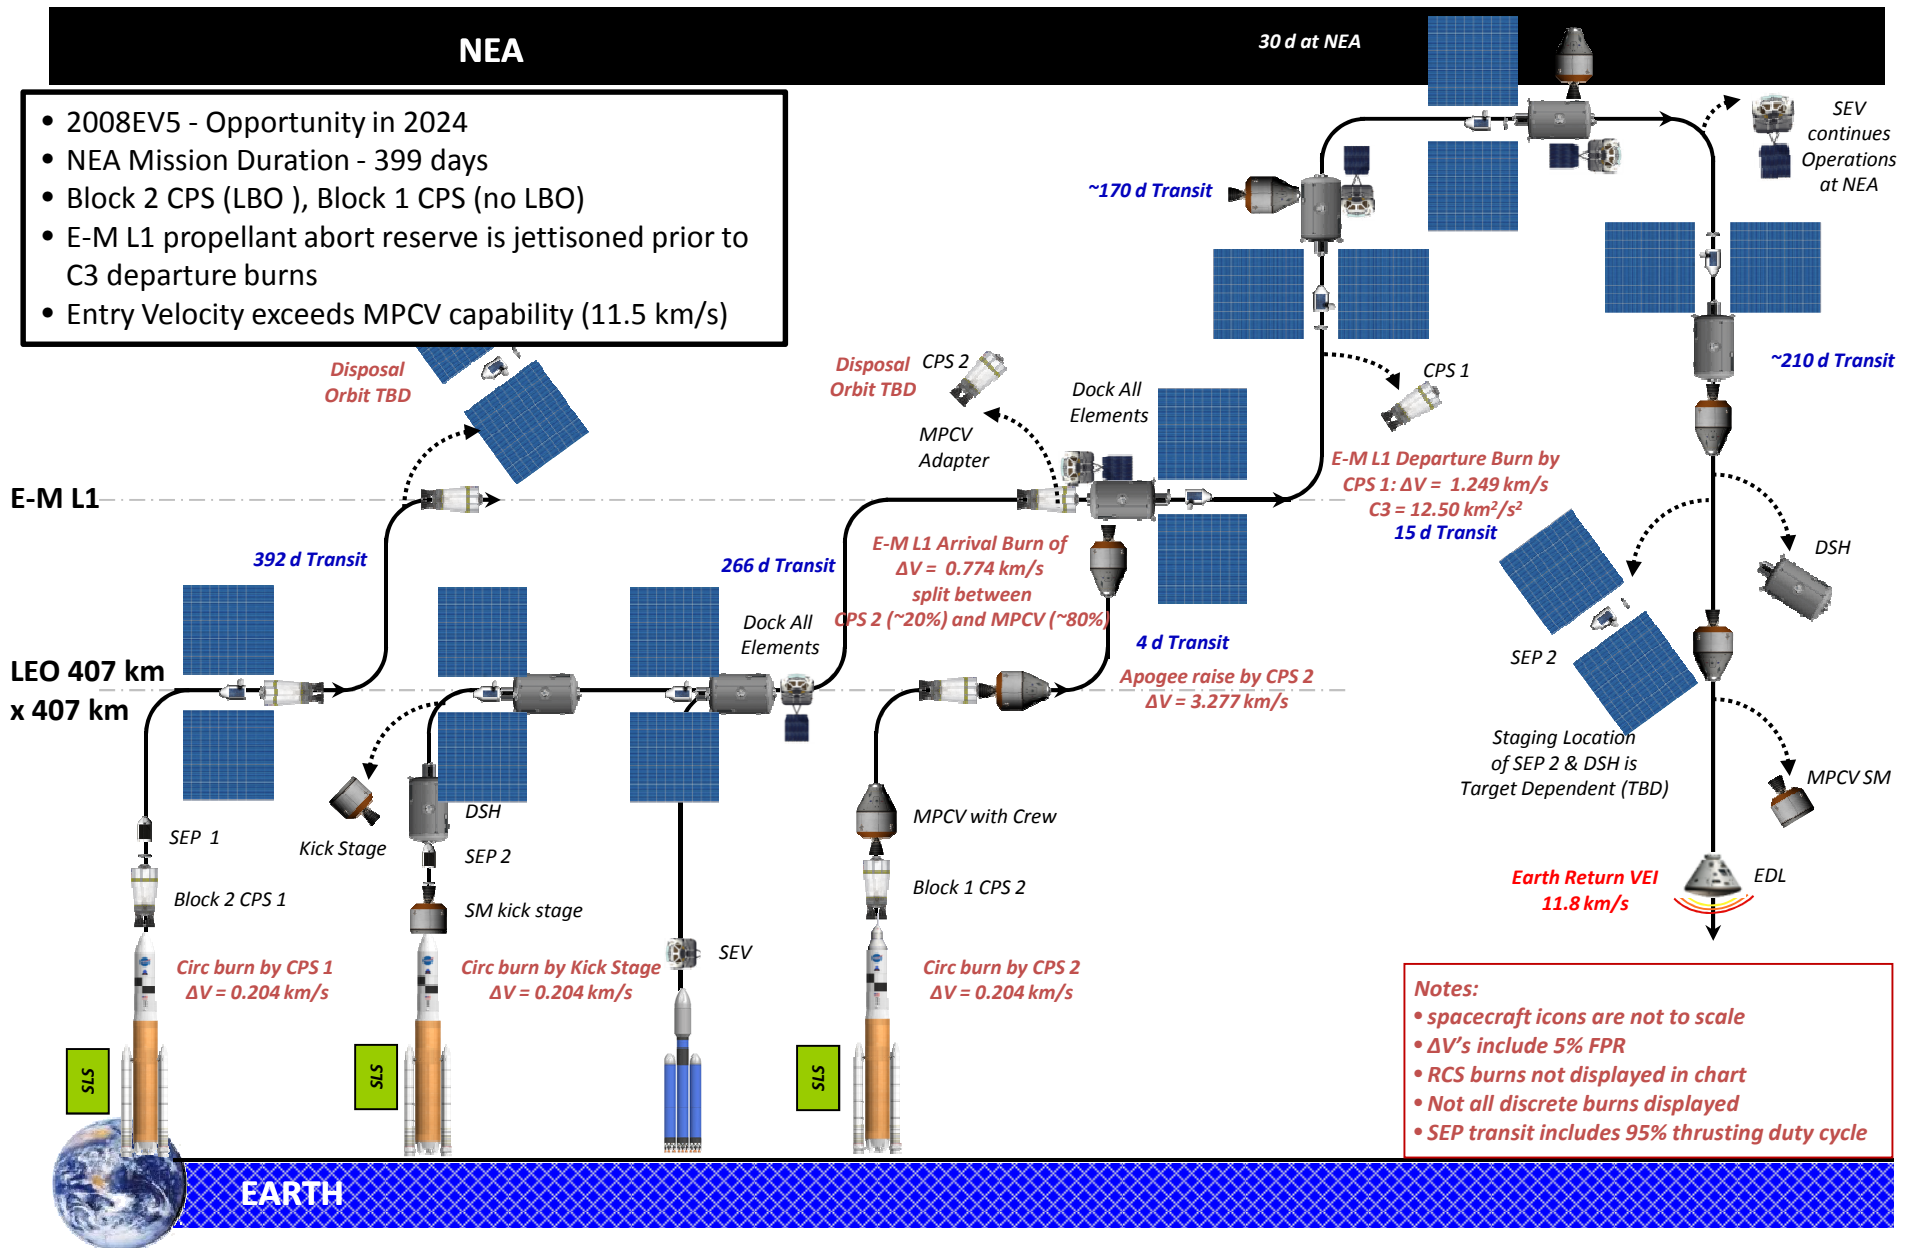 NEA
30 d at NEA
• 2008EV5 - Opportunity in 2024
• NEA Mission Duration - 399 days
• Block 2 CPS (LBO ), Block 1 CPS (no LBO)
• E-M L1 propellant abort reserve is jettisoned prior to
C3 departure burns
• Entry Velocity exceeds MPCV capability (11.5 km/s)
SEV
continues
Operations
at NEA
~170 d Transit
~210 d Transit
Disposal
Orbit TBD
Disposal
Orbit TBD
CPS 2
Dock All
Elements
CPS 1
MPCV
Adapter
E-M L1
E-M L1 Departure Burn by
CPS 1: ΔV = 1.249 km/s
C3 = 12.50 km²/s²
15 d Transit
392 d Transit
266 d Transit
E-M L1 Arrival Burn of
ΔV = 0.774 km/s
split between
CPS 2 (~20%) and MPCV (~80%)
DSH
Dock All
Elements
4 d Transit
SEP 2
LEO 407 km
x 407 km
Apogee raise by CPS 2
ΔV = 3.277 km/s
Staging Location
of SEP 2 & DSH is
Target Dependent (TBD)
MPCV SM
SEP 1
Kick Stage
DSH
SEP 2
MPCV with Crew
Block 2 CPS 1
SM kick stage
Block 1 CPS 2
Earth Return VEI
11.8 km/s
EDL
SEV
Circ burn by CPS 1
ΔV = 0.204 km/s
Circ burn by Kick Stage
ΔV = 0.204 km/s
Circ burn by CPS 2
ΔV = 0.204 km/s
SLS
SLS
SLS
Notes:
• spacecraft icons are not to scale
• ΔV's include 5% FPR
• RCS burns not displayed in chart
• Not all discrete burns displayed
• SEP transit includes 95% thrusting duty cycle
EARTH